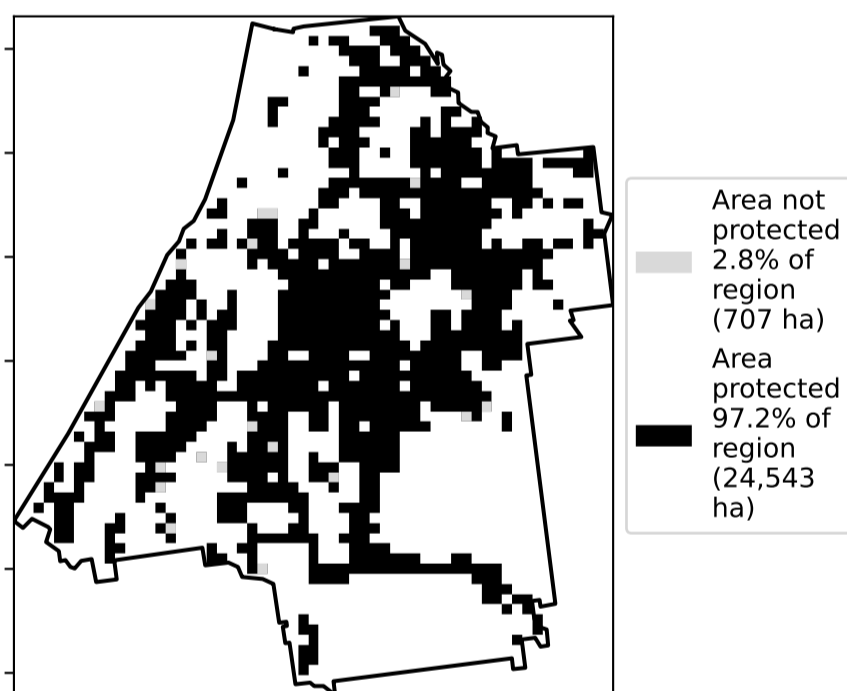 Area not
protected
2.8% of
region
(707 ha)
Area
protected
97.2% of
region
(24,543
ha)